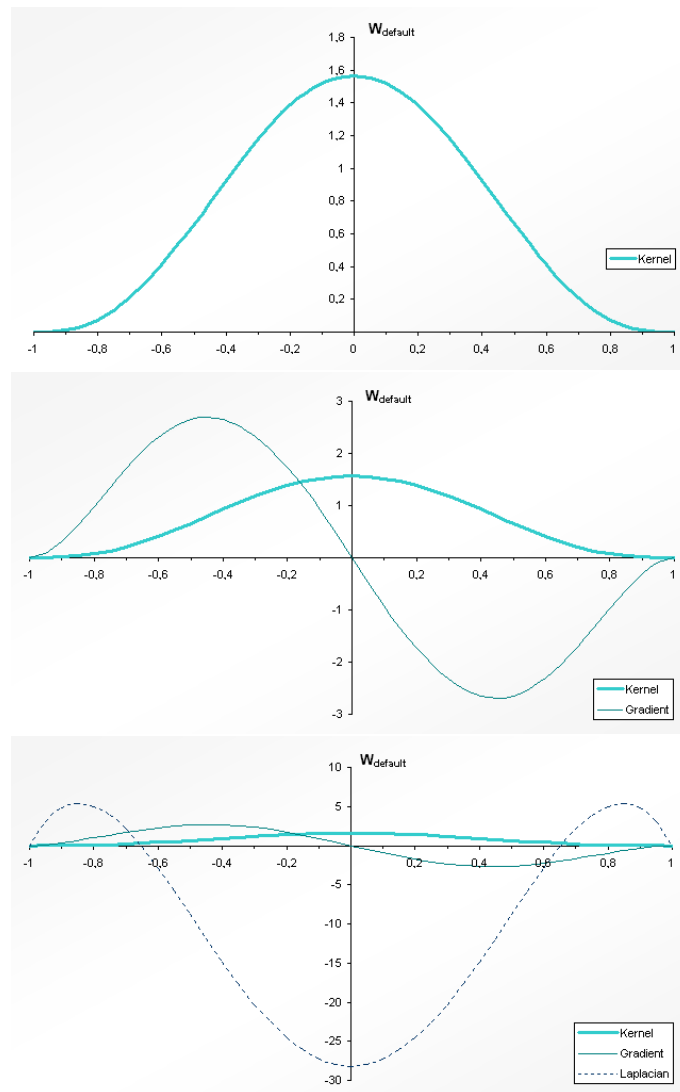 Wdefault
1,8
1,6
1,4
1,2
1
0,8
0,6
0,4
0,2
Kernel
-1 -0,8 -0,6 -0,4 -0,2 0 0,2 0,4 0,6 0,8 1
Wdefault
3
2
1
-1 -0,8 -0,6 -0,4 -0,2 0,2 0,4 0,6 0,8 1
-1
-2
-3
Kernel
Gradient
Wdefault
10
5
-1 -0,8 -0,6 -0,4 -0,2 0,2 0,4 0,6 0,8 1
-5
-10
-15
-20
-25
-30
Kernel
Gradient
Laplacian